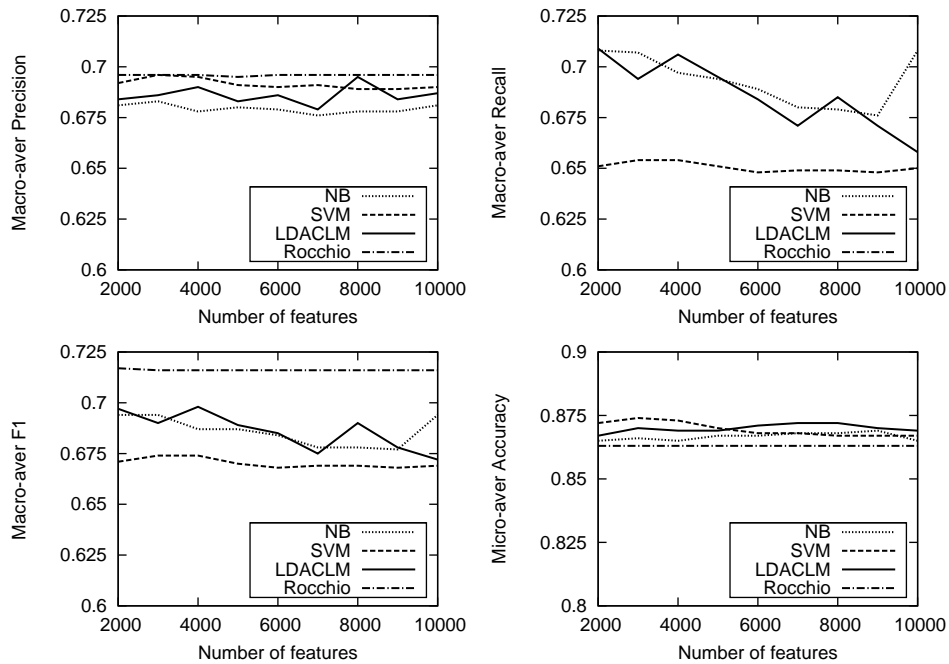 Macro-aver Precision
0.725
0.7
0.675
0.65
0.625
0.6
NB
SVM
LDACLM
Rocchio
2000 4000 6000 8000 10000
Number of features
Macro-aver Recall
0.725
0.7
0.675
0.65
0.625
0.6
NB
SVM
LDACLM
Rocchio
2000 4000 6000 8000 10000
Number of features
Macro-aver F1
0.725
0.7
0.675
0.65
0.625
0.6
NB
SVM
LDACLM
Rocchio
2000 4000 6000 8000 10000
Number of features
Micro-aver Accuracy
0.9
0.875
0.85
0.825
0.8
NB
SVM
LDACLM
Rocchio
2000 4000 6000 8000 10000
Number of features